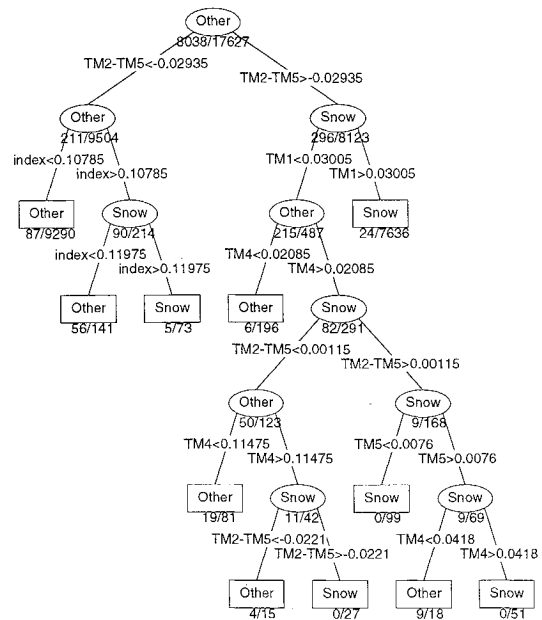 Other
8038/17627
TM2-TM5<-0.02935
TM2-TM5>-0.02935
Other
211/9504
Snow
296/8123
index<0.10785
index>0.10785
TM1<0.03005
TM1>0.03005
Other
87/9290
Snow
90/214
Other
215/487
Snow
24/7636
index<0.11975
index>0.11975
TM4<0.02085
TM4>0.02085
Other
56/141
Snow
5/73
Other
6/196
Snow
82/291
TM2-TM5<0.00115
TM2-TM5>0.00115
Other
50/123
Snow
9/168
TM4<0.11475
TM4>0.11475
TM5<0.0076
TM5>0.0076
Other
19/81
Snow
11/42
Snow
0/99
Snow
9/69
TM2-TM5<-0.0221
TM2-TM5>-0.0221
TM4<0.0418
TM4>0.0418
Other
4/15
Snow
0/27
Other
9/18
Snow
0/51